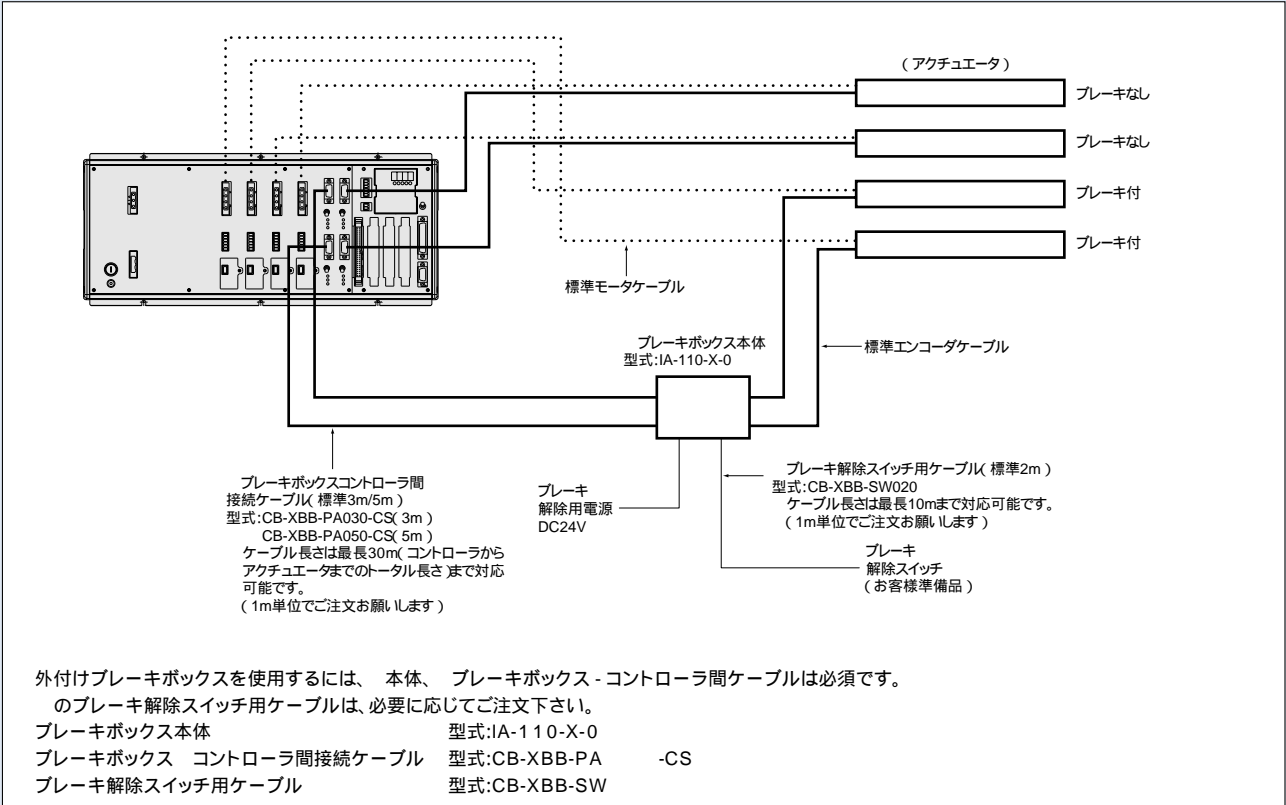 (アクチュエータ)
ブレーキなし
ブレーキなし
ブレーキ付
ブレーキ付
標準モータケーブル
ブレーキボックス本体
型式:IA-110-X-0
標準エンコーダケーブル
ブレーキボックスコントローラ間
接続ケーブル(標準3m/5m)
型式:CB-XBB-PA030-CS(3m)
CB-XBB-PA050-CS(5m)
ケーブル長さは最長30m(コントローラから
アクチュエータまでのトータル長さ)まで対応
可能です。
(1m単位でご注文お願いします)
ブレーキ
解除用電源
DC24V
ブレーキ解除スイッチ用ケーブル(標準2m)
型式:CB-XBB-SW020
ケーブル長さは最長10mまで対応可能です。
(1m単位でご注文お願いします)
ブレーキ
解除スイッチ
(お客様準備品)
外付けブレーキボックスを使用するには、 本体、 ブレーキボックス-コントローラ間ケーブルは必須です。
のブレーキ解除スイッチ用ケーブルは、必要に応じてご注文下さい。
ブレーキボックス本体 型式:IA-110-X-0
ブレーキボックス コントローラ間接続ケーブル 型式:CB-XBB-PA -CS
ブレーキ解除スイッチ用ケーブル 型式:CB-XBB-SW